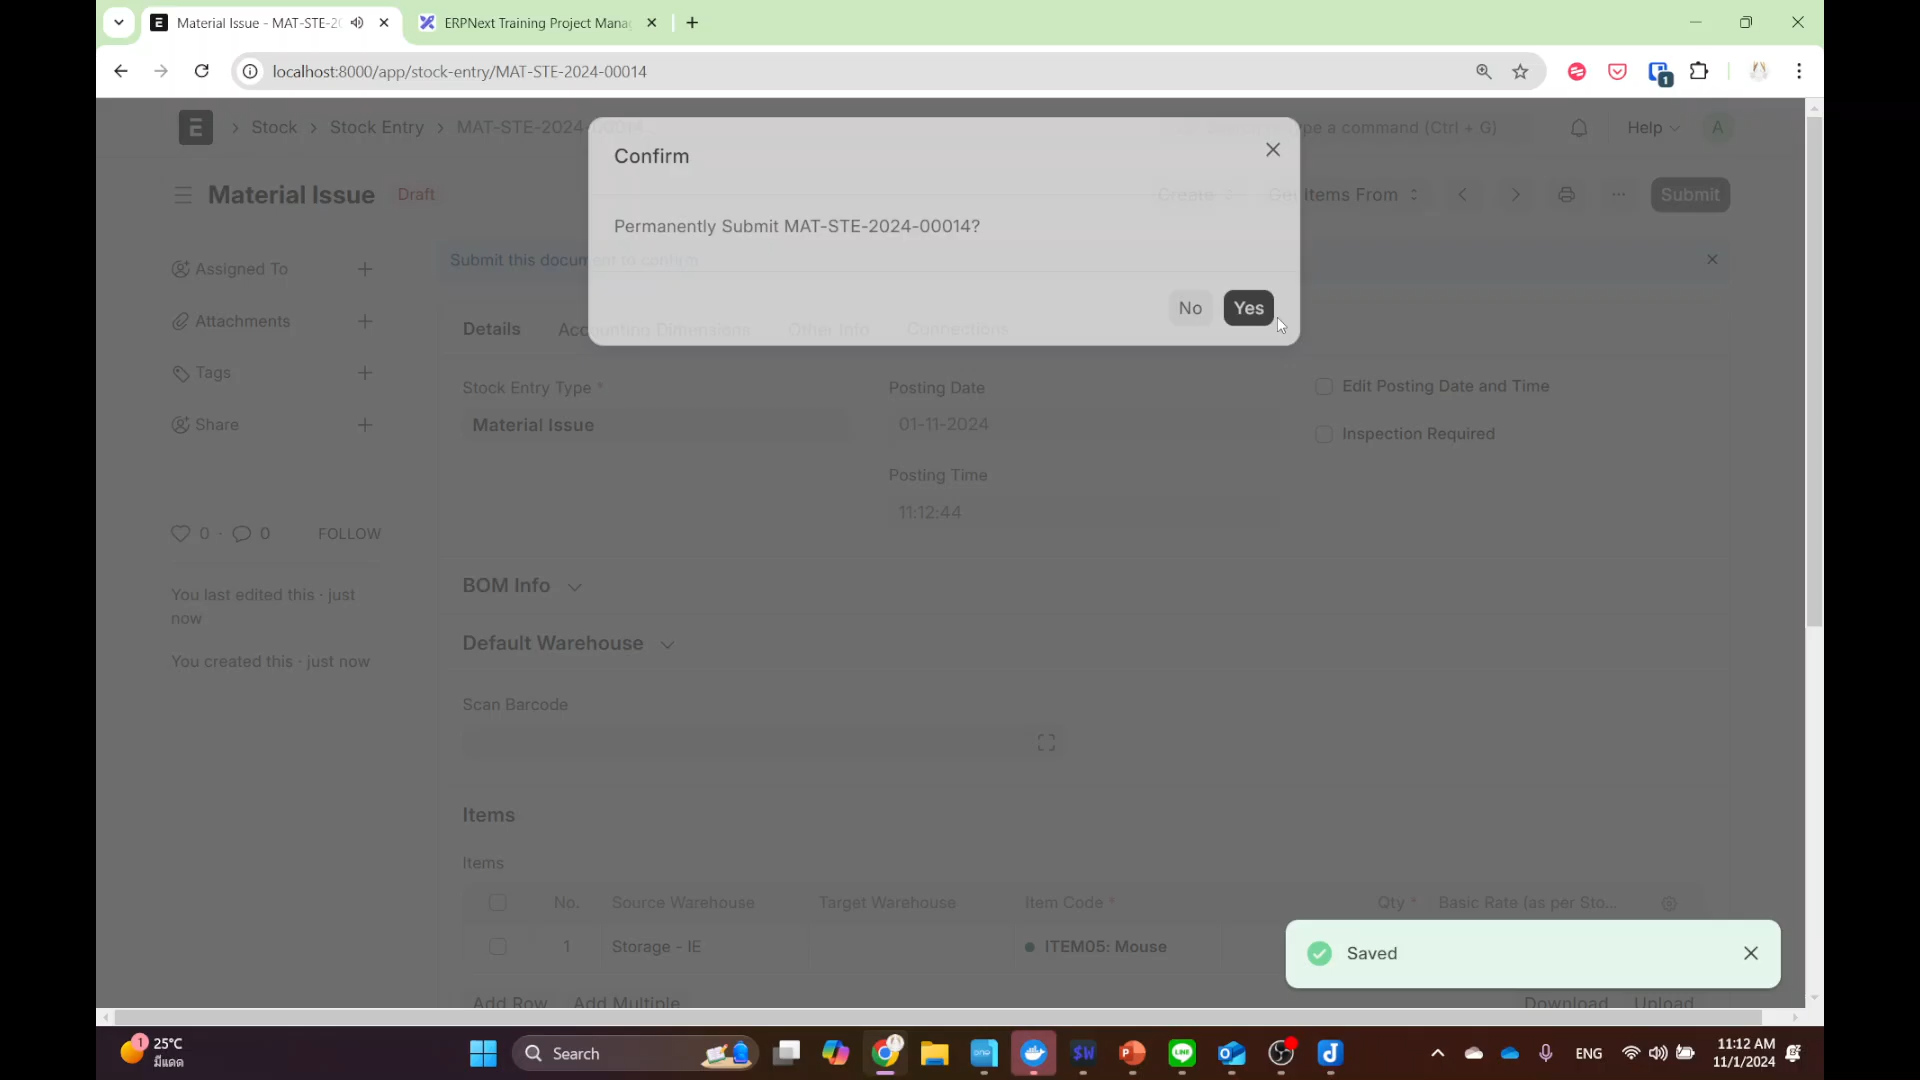 Material Issue - MAT-STE-20
ERPNext Training Project Mana
localhost:8000/app/stock-entry/MAT-STE-2024-00014
E
Stock
Stock Entry
MAT-STE-2024-00014
pe a command (Ctrl + G)
Help
A
Confirm
Permanently Submit MAT-STE-2024-00014?
No
Yes
Material Issue
Draft
Create
Get Items From
Submit
Submit this document to confirm
Details
Accounting Dimensions
Other Info
Connections
Assigned To
Attachments
Tags
Share
0 · 0
FOLLOW
You last edited this · just
now
You created this · just now
Stock Entry Type *
Material Issue
Posting Date
01-11-2024
Posting Time
11:12:44
Edit Posting Date and Time
Inspection Required
BOM Info
Default Warehouse
Scan Barcode
Items
Items
No.
Source Warehouse
Target Warehouse
Item Code *
Qty *
Basic Rate (as per Sto...
1
Storage - IE
ITEM05: Mouse
Add Row
Add Multiple
Download
Upload
Saved
1
25°C
มีแดด
Search
ENG
11:12 AM
11/1/2024